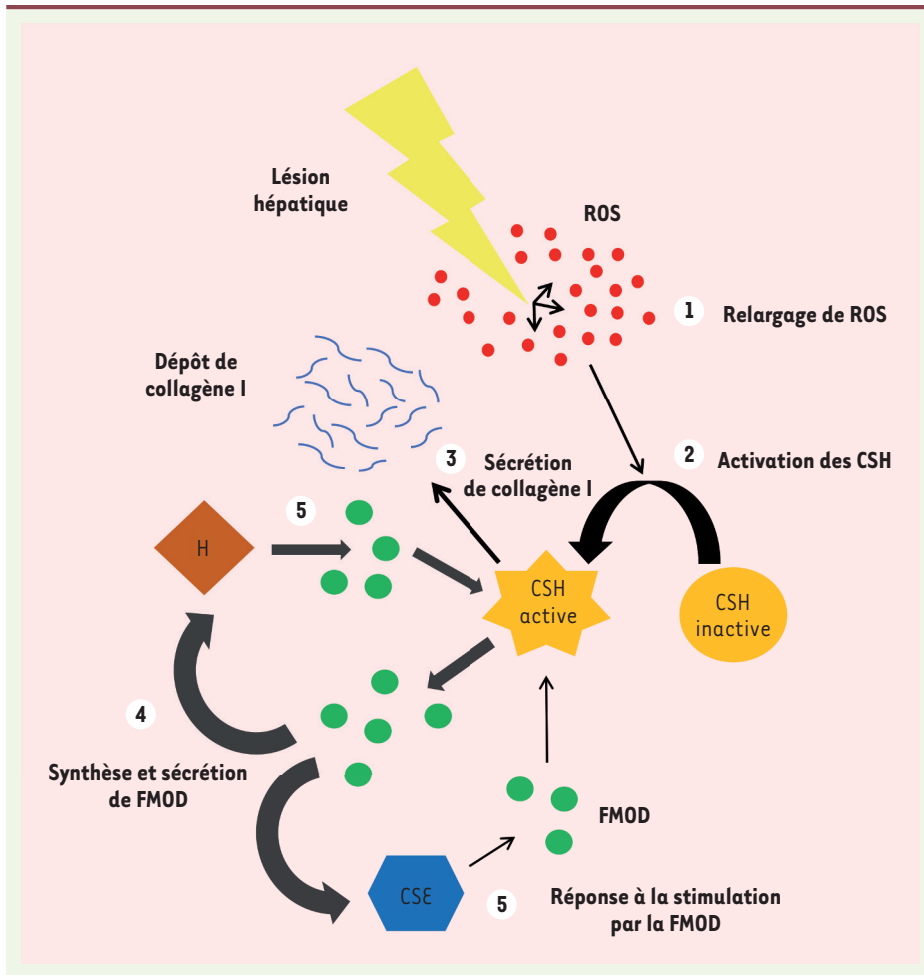 Lésion
hépatique
ROS
1 Relargage de ROS
Dépôt de
collagène I
2 Activation des CSH
3 Sécrétion
de collagène I
5
H
CSH
active
CSH
inactive
4
Synthèse et sécrétion
de FMOD
FMOD
CSE
5 Réponse à la stimulation
par la FMOD